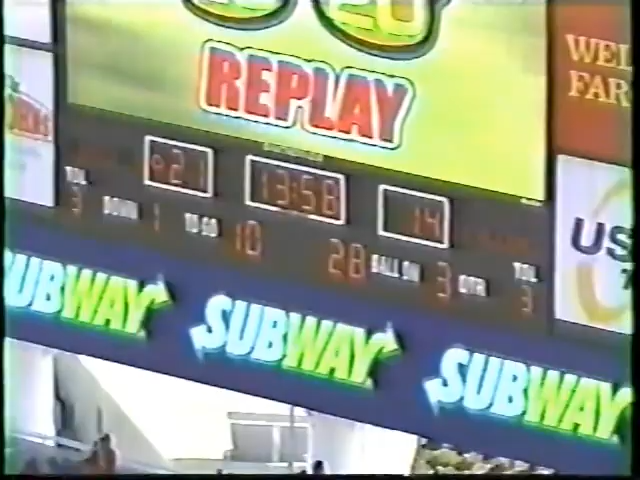 REPLAY
WEL
FAR
21 13:58 14
TOL 3 DOWN 1 TO GO 10 28 BALL ON 3 QTR TOL 3
US
SUBWAY SUBWAY SUBWAY